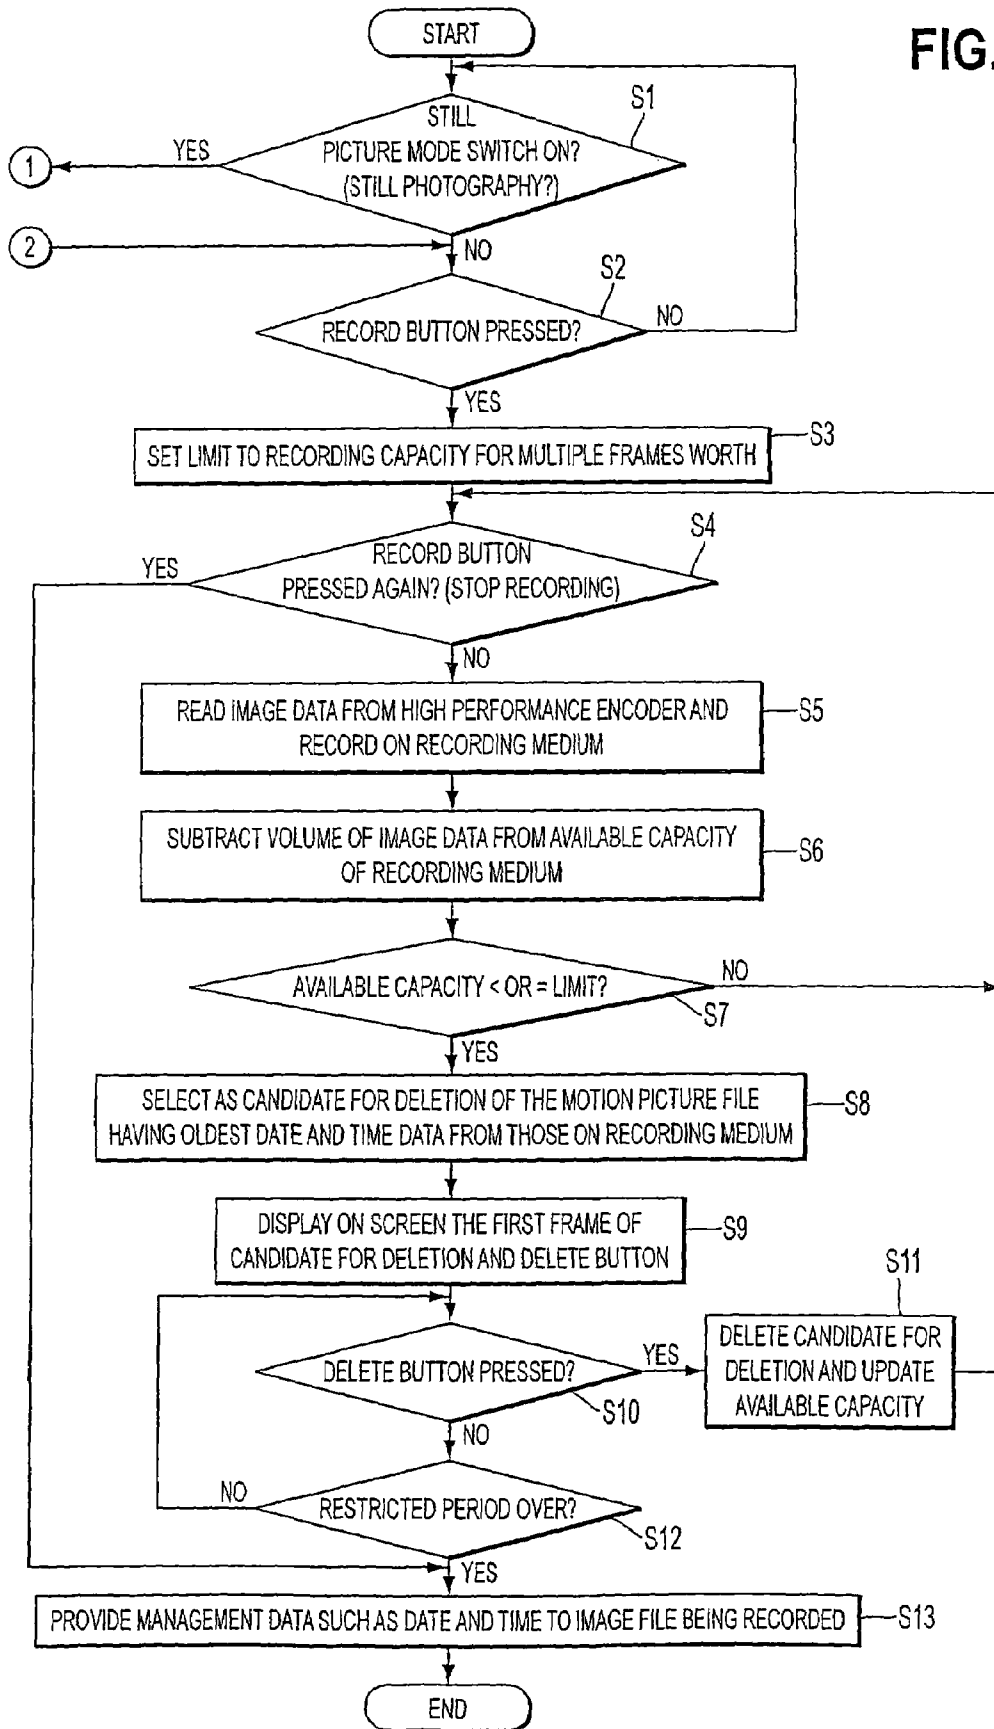 START
FIG.
STILL
PICTURE MODE SWITCH ON?
(STILL PHOTOGRAPHY?)
S1
YES
1
2
NO
S2
RECORD BUTTON PRESSED?
NO
YES
SET LIMIT TO RECORDING CAPACITY FOR MULTIPLE FRAMES WORTH
S3
S4
RECORD BUTTON
PRESSED AGAIN? (STOP RECORDING)
YES
NO
READ IMAGE DATA FROM HIGH PERFORMANCE ENCODER AND
RECORD ON RECORDING MEDIUM
S5
SUBTRACT VOLUME OF IMAGE DATA FROM AVAILABLE CAPACITY
OF RECORDING MEDIUM
S6
AVAILABLE CAPACITY < OR = LIMIT?
NO
S7
YES
SELECT AS CANDIDATE FOR DELETION OF THE MOTION PICTURE FILE
HAVING OLDEST DATE AND TIME DATA FROM THOSE ON RECORDING MEDIUM
S8
DISPLAY ON SCREEN THE FIRST FRAME OF
CANDIDATE FOR DELETION AND DELETE BUTTON
S9
S11
DELETE BUTTON PRESSED?
YES
S10
DELETE CANDIDATE FOR
DELETION AND UPDATE
AVAILABLE CAPACITY
NO
NO
RESTRICTED PERIOD OVER?
S12
YES
PROVIDE MANAGEMENT DATA SUCH AS DATE AND TIME TO IMAGE FILE BEING RECORDED
S13
END